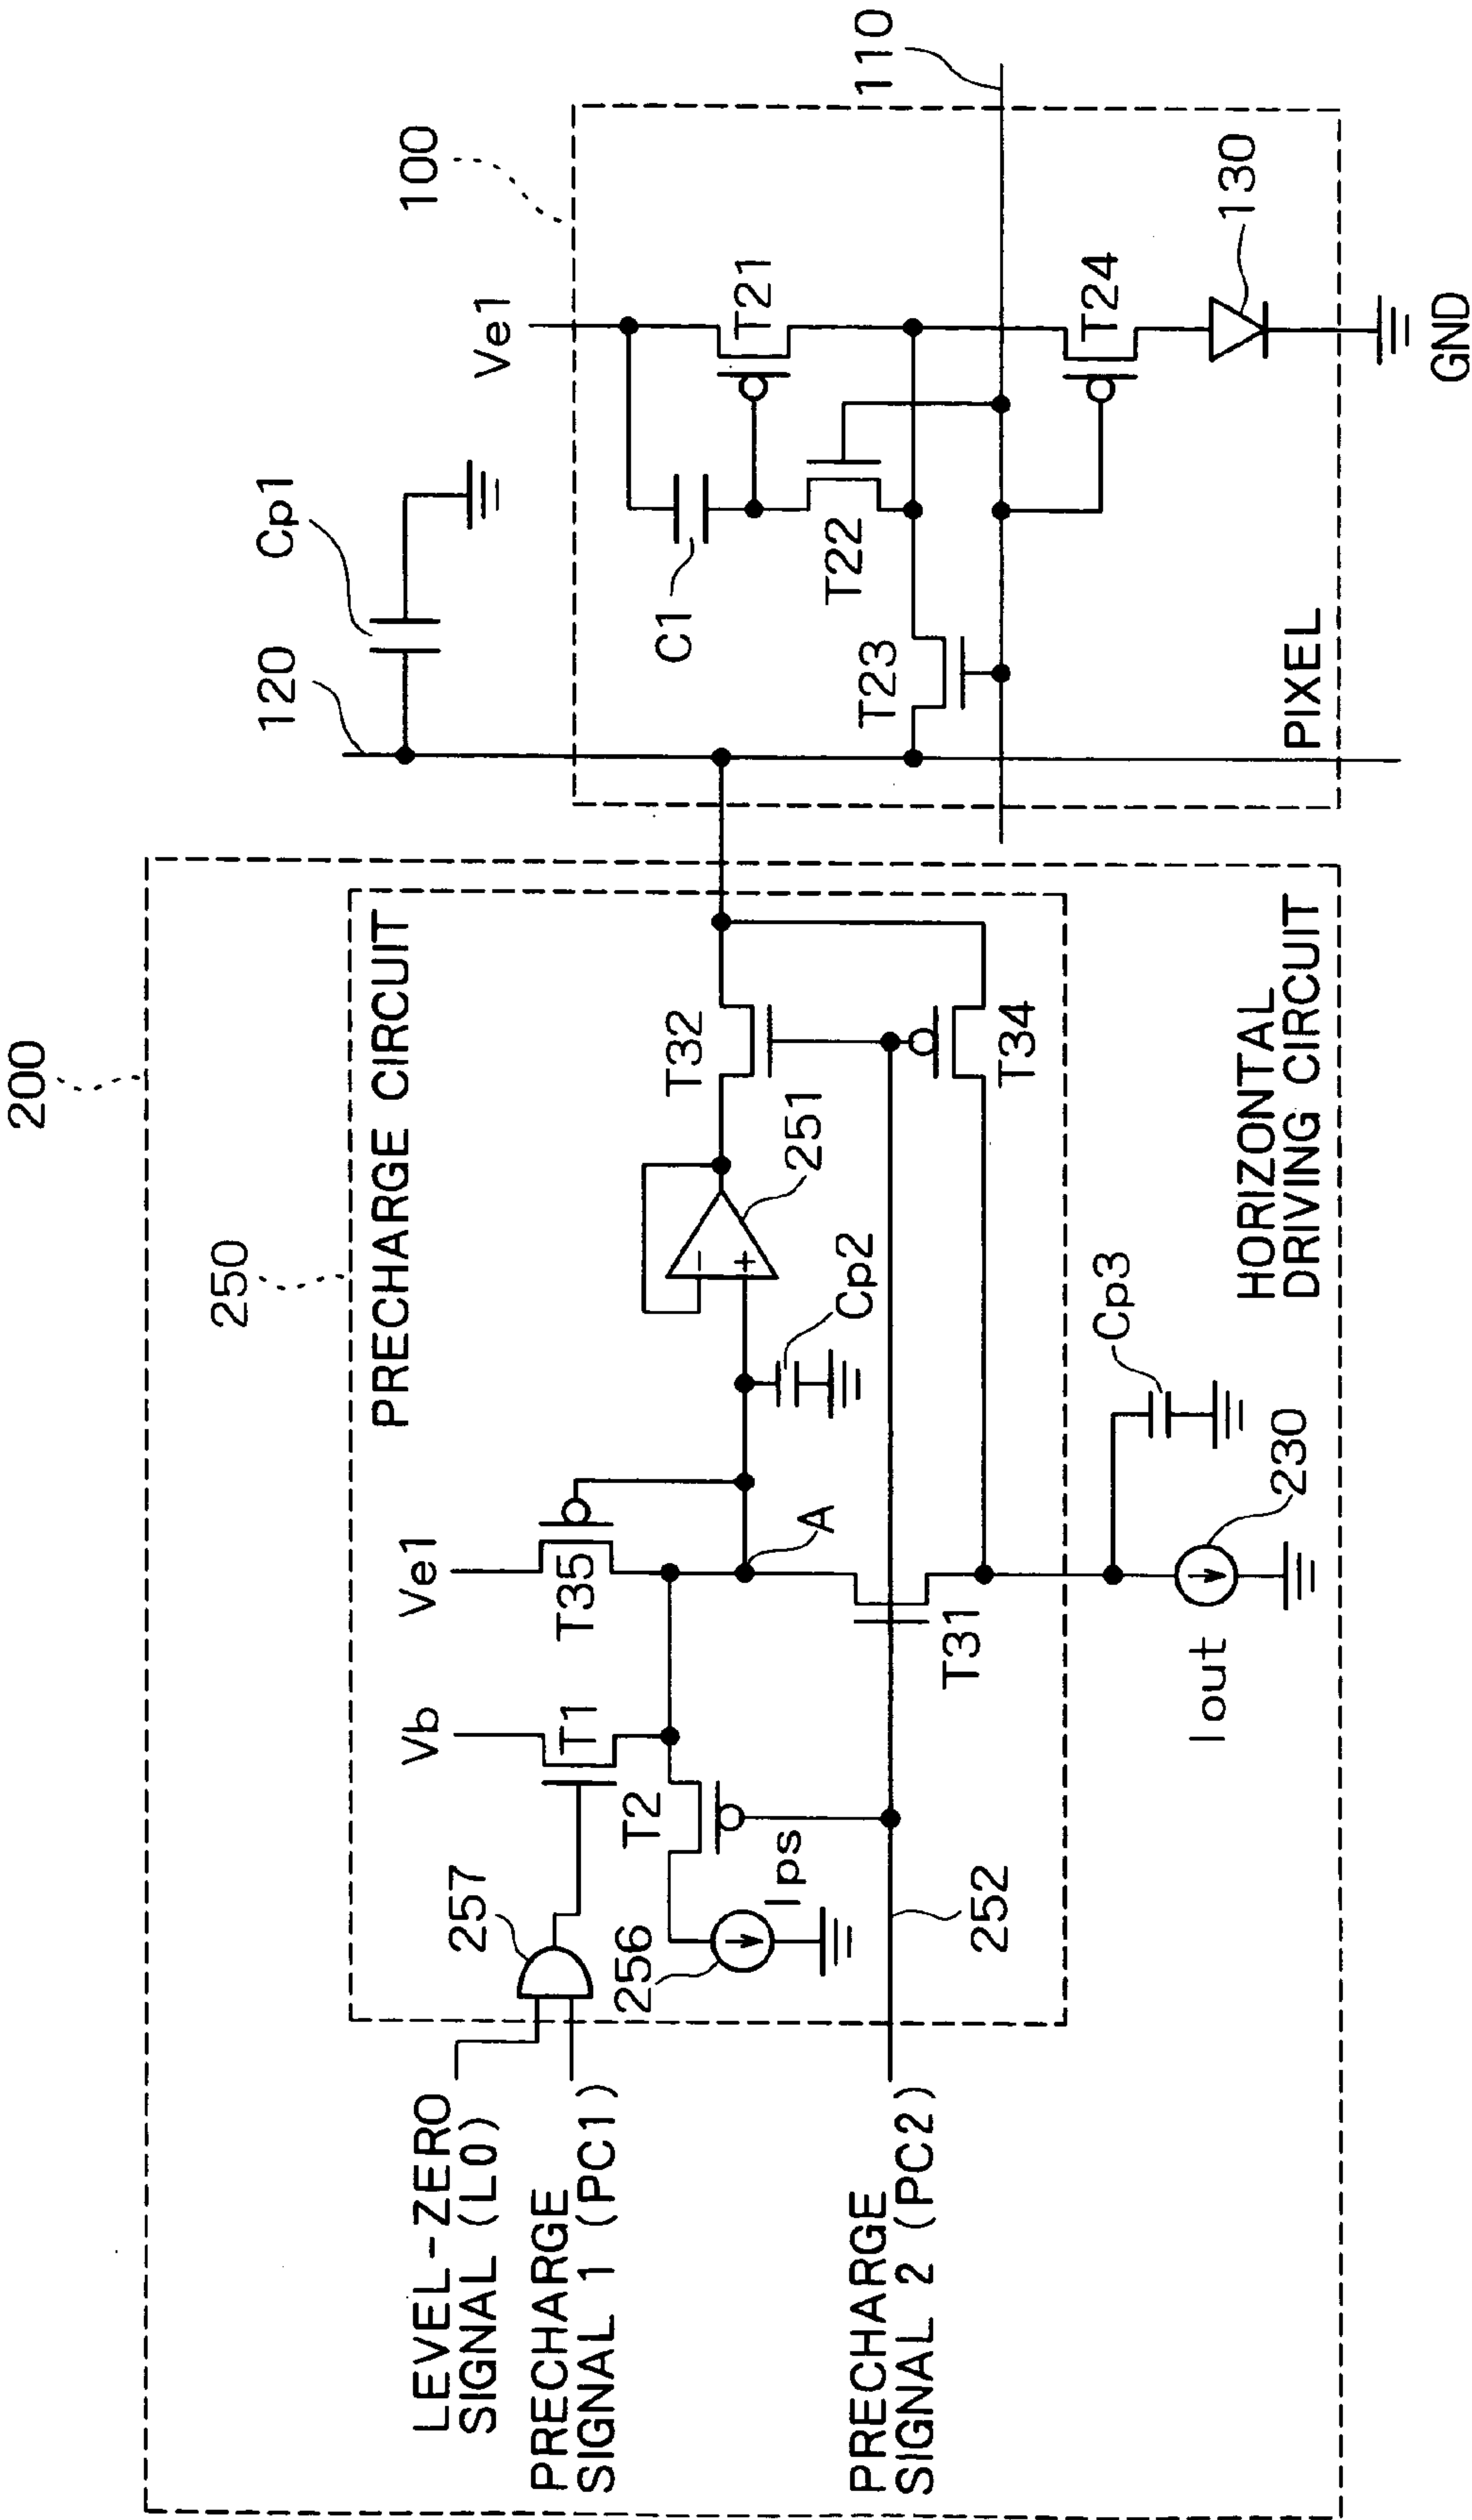 200
250
PRECHARGE CIRCUIT
120
Cp1
100
Ve1
110
LEVEL-ZERO
SIGNAL (L0)
PRECHARGE
SIGNAL 1 (PC1)
257
Vb
T1
Ve1
T35
T2
256
Ips
A
251
-
+
Cp2
T32
C1
T21
T22
T23
T24
130
PRECHARGE
SIGNAL 2 (PC2)
252
T31
T34
Iout
230
Cp3
HORIZONTAL
DRIVING CIRCUIT
PIXEL
GND